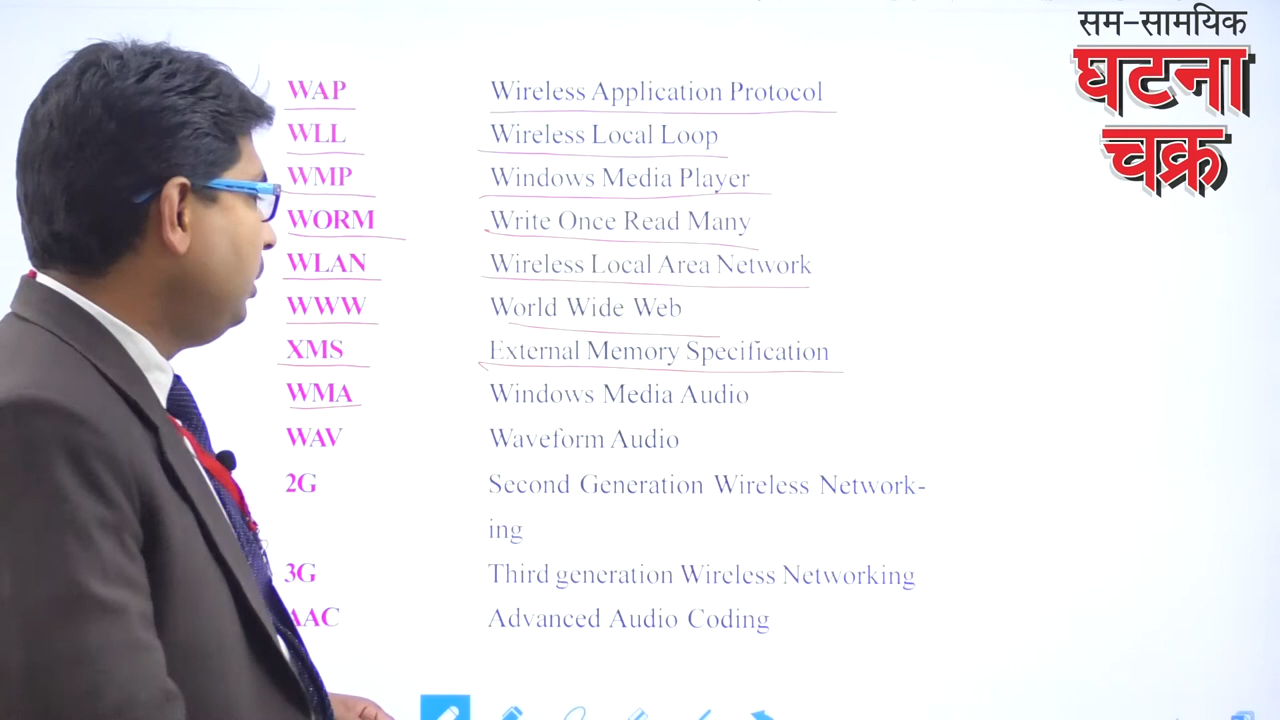 सम-सामयिक
घटना
चक्र
WAP Wireless Application Protocol
WLL Wireless Local Loop
WMP Windows Media Player
WORM Write Once Read Many
WLAN Wireless Local Area Network
WWW World Wide Web
XMS External Memory Specification
WMA Windows Media Audio
WAV Waveform Audio
2G Second Generation Wireless Network-
ing
3G Third generation Wireless Networking
AAC Advanced Audio Coding